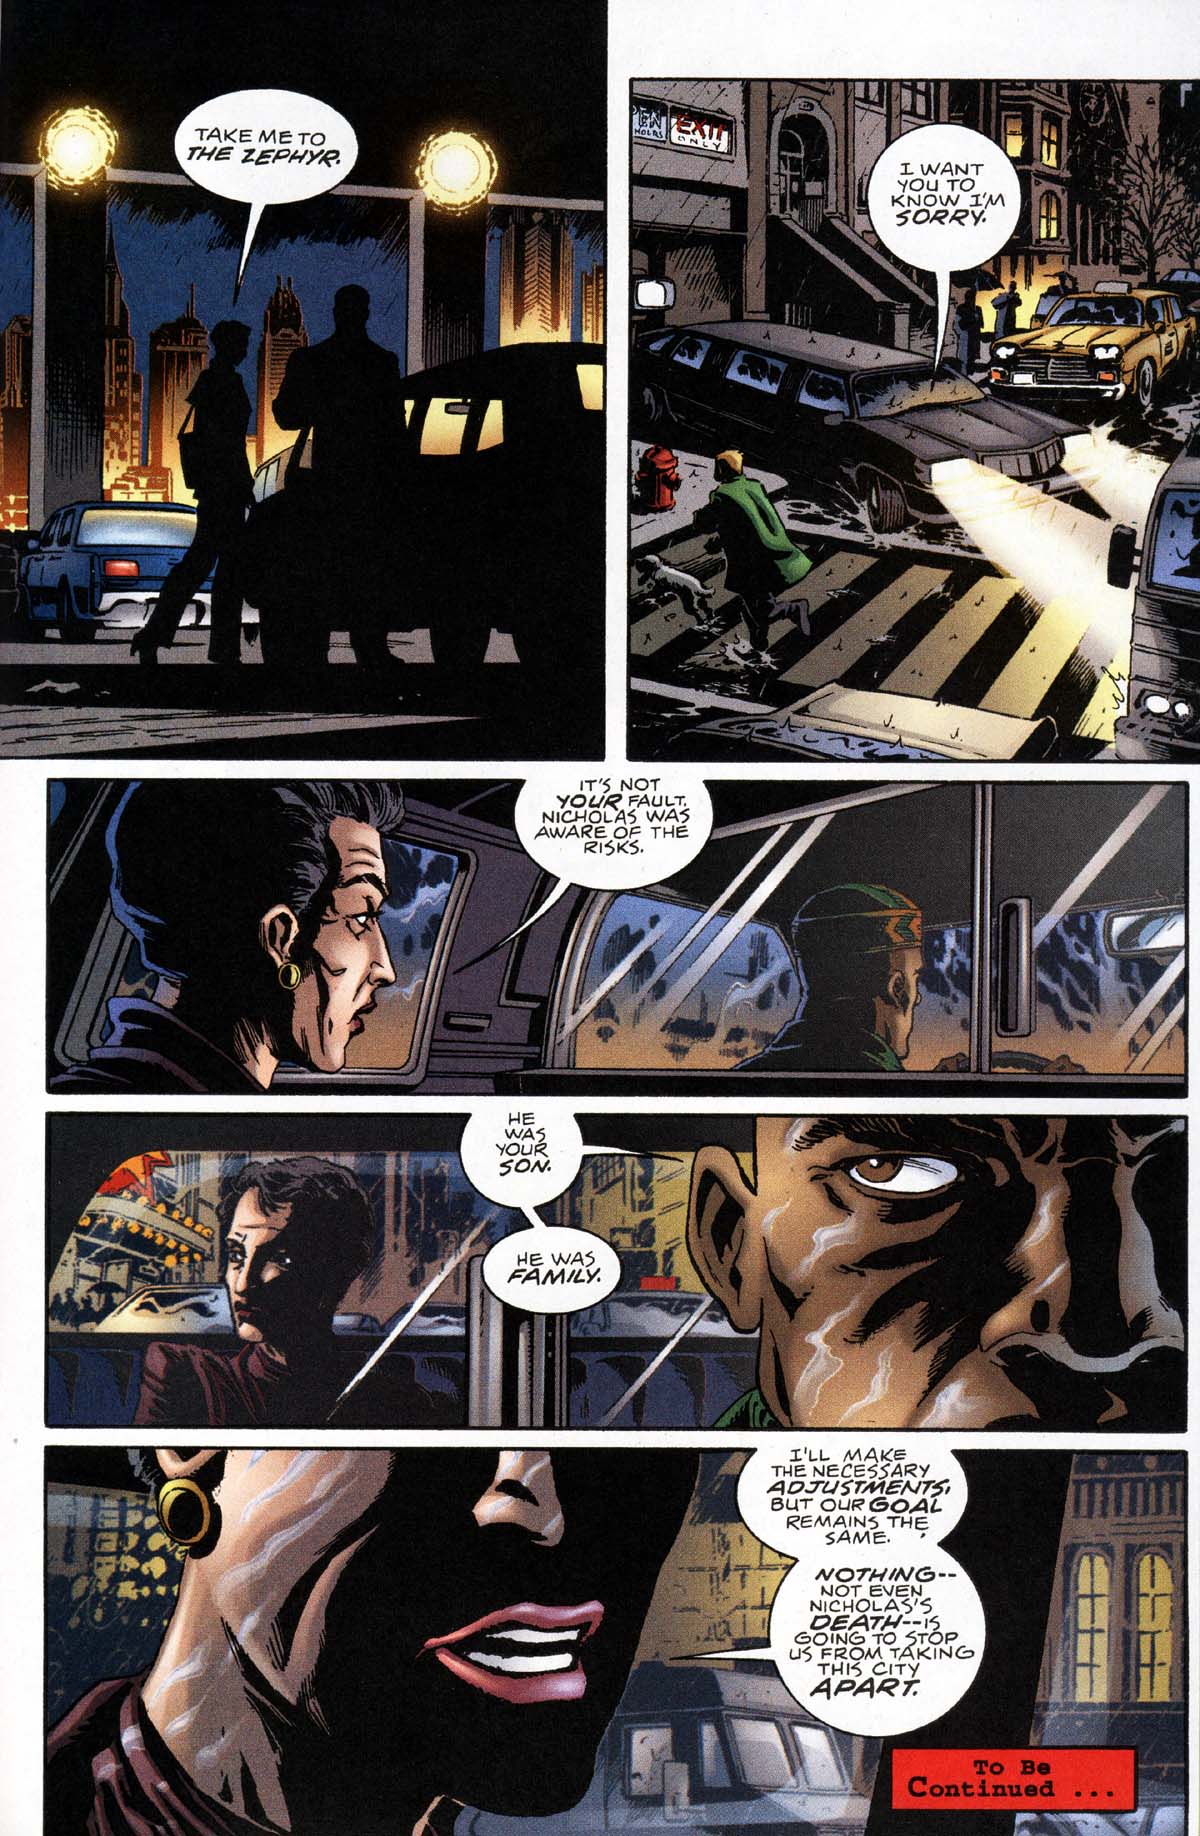 TAKE ME TO
THE ZEPHYR.
EXIT
ONLY
I WANT
YOU TO
KNOW I'M
SORRY.
IT'S NOT
YOUR FAULT.
NICHOLAS WAS
AWARE OF THE
RISKS.
HE
WAS
YOUR
SON.
HE WAS
FAMILY.
I'LL MAKE
THE NECESSARY
ADJUSTMENTS,
BUT OUR GOAL
REMAINS THE
SAME.
NOTHING--
NOT EVEN
NICHOLAS'S
DEATH--IS
GOING TO STOP
US FROM TAKING
THIS CITY
APART.
To Be
Continued ...